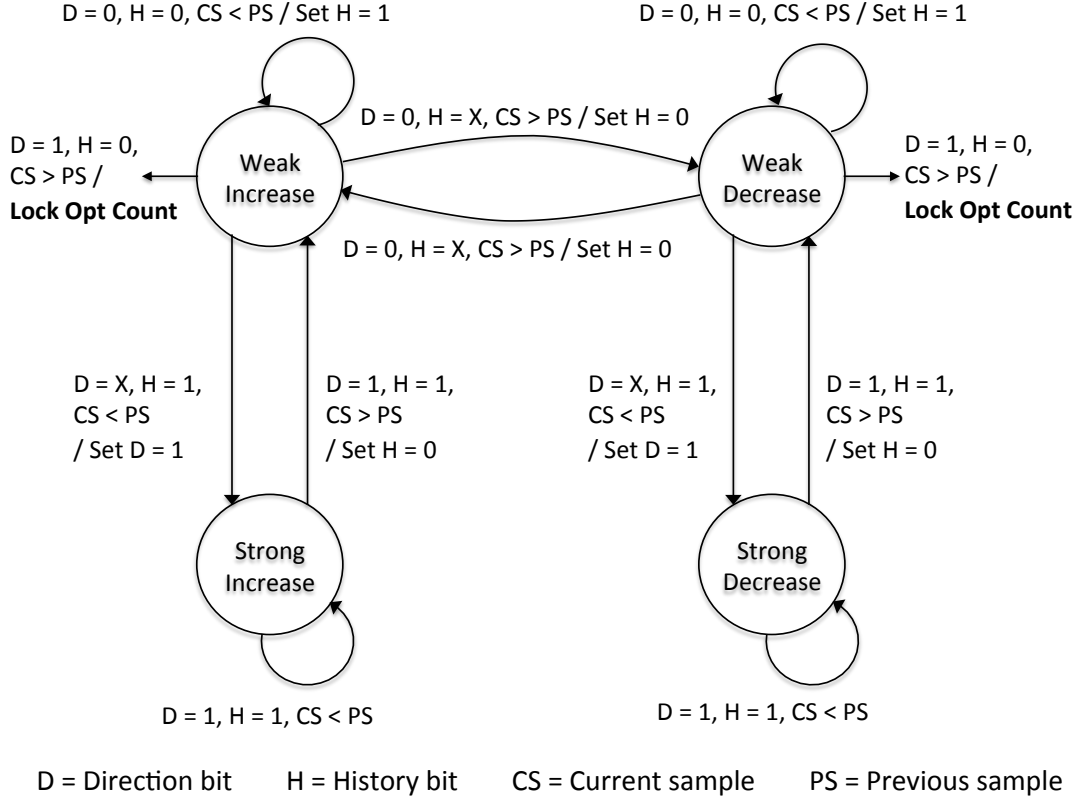 D = 0, H = 0, CS < PS / Set H = 1
D = 0, H = 0, CS < PS / Set H = 1
D = 0, H = X, CS > PS / Set H = 0
D = 1, H = 0,
CS > PS /
Lock Opt Count
Weak
Increase
Weak
Decrease
D = 1, H = 0,
CS > PS /
Lock Opt Count
D = 0, H = X, CS > PS / Set H = 0
D = X, H = 1,
CS < PS
/ Set D = 1
D = 1, H = 1,
CS > PS
/ Set H = 0
D = X, H = 1,
CS < PS
/ Set D = 1
D = 1, H = 1,
CS > PS
/ Set H = 0
Strong
Increase
Strong
Decrease
D = 1, H = 1, CS < PS
D = 1, H = 1, CS < PS
D = Direction bit H = History bit CS = Current sample PS = Previous sample